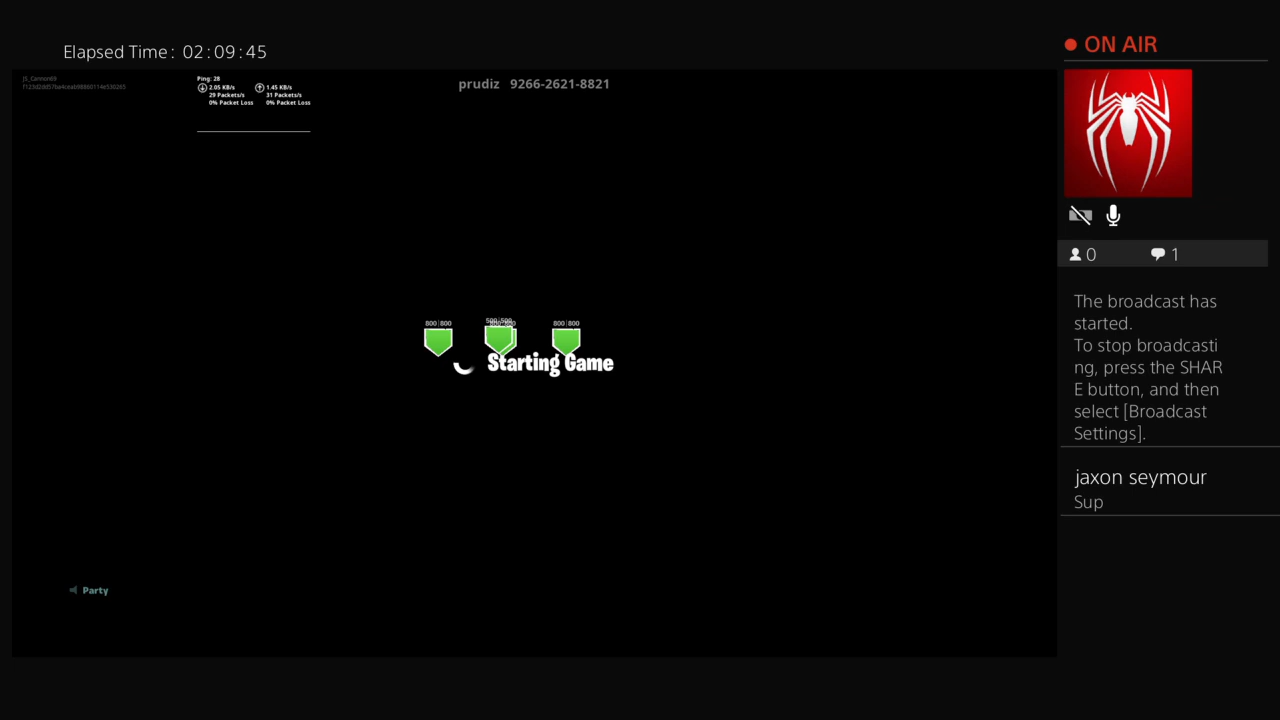 Elapsed Time: 02:09:45
ON AIR
JS_Cannon69
Ping: 28
2.05 KB/s 1.45 KB/s
29 Packets/s 31 Packets/s
0% Packet Loss 0% Packet Loss
prudiz 9266-2621-8821
0 1
800|800 500|500 800|800
Starting Game
The broadcast has
started.
To stop broadcasti
ng, press the SHAR
E button, and then
select [Broadcast
Settings].
jaxon seymour
Sup
Party